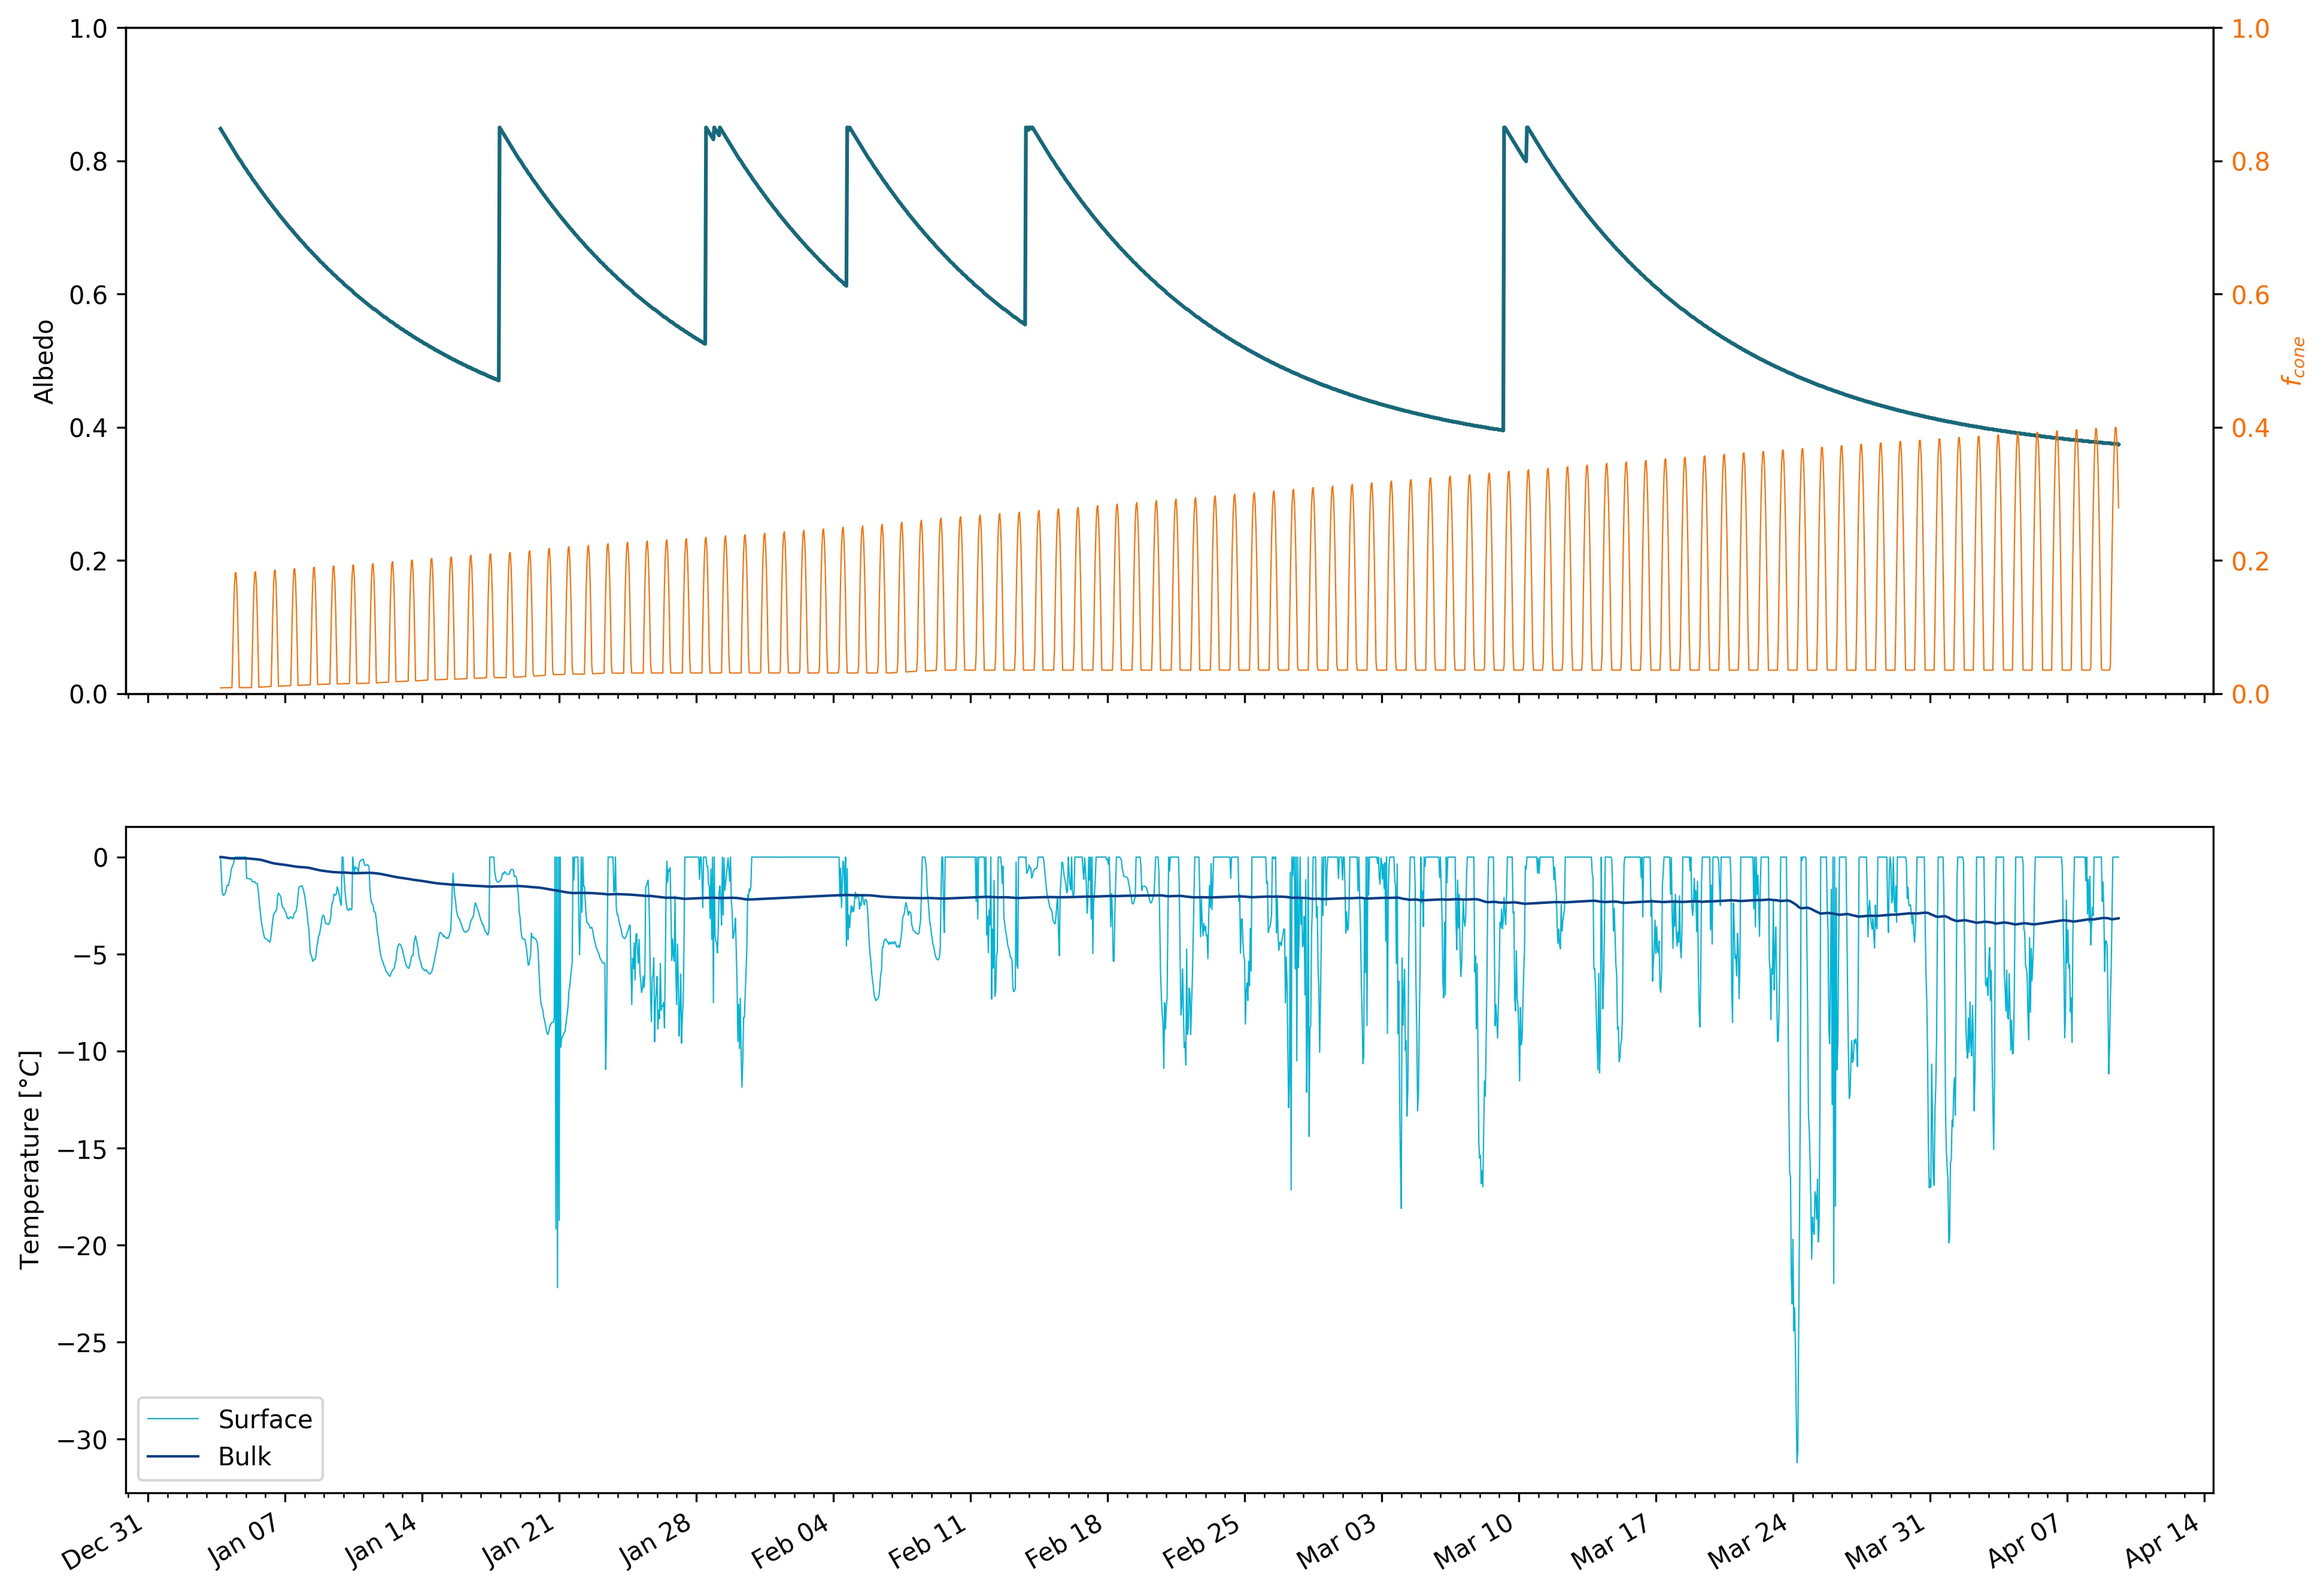 1.0
0.8
0.6
0.4
0.2
0.0
Albedo
1.0
0.8
0.6
0.4
0.2
0.0
f_cone
0
−5
−10
−15
−20
−25
−30
Temperature [°C]
Surface
Bulk
Dec 31
Jan 07
Jan 14
Jan 21
Jan 28
Feb 04
Feb 11
Feb 18
Feb 25
Mar 03
Mar 10
Mar 17
Mar 24
Mar 31
Apr 07
Apr 14